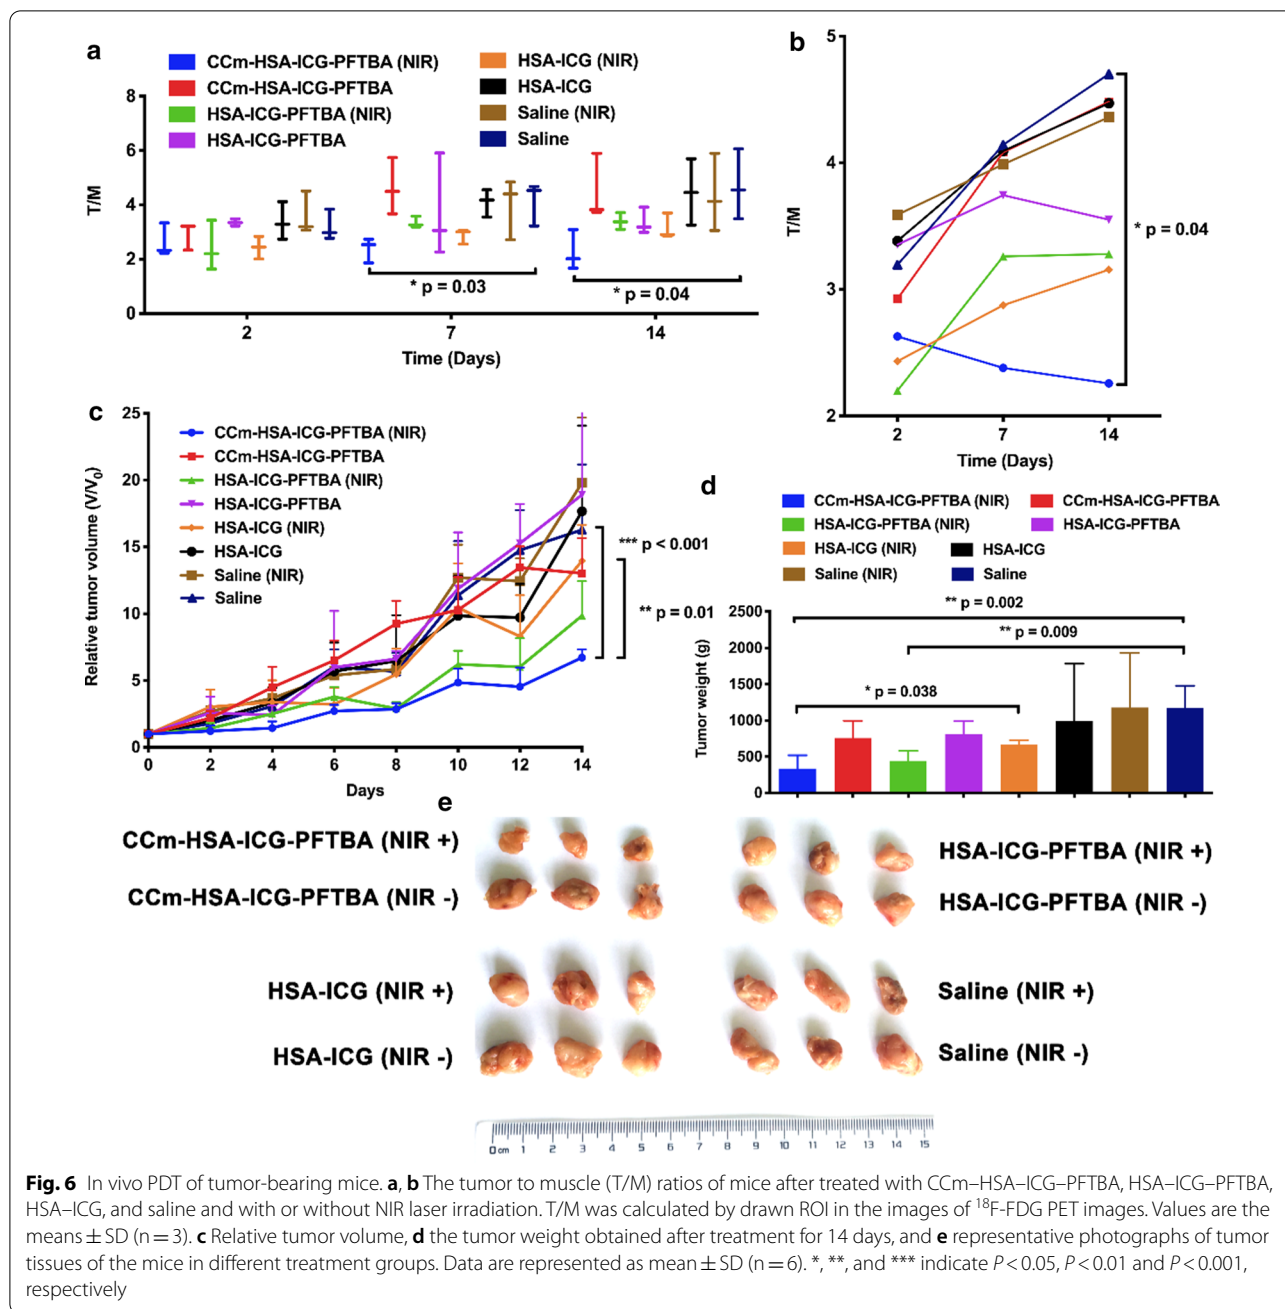 a
CCm-HSA-ICG-PFTBA (NIR)
CCm-HSA-ICG-PFTBA
HSA-ICG-PFTBA (NIR)
HSA-ICG-PFTBA
HSA-ICG (NIR)
HSA-ICG
Saline (NIR)
Saline
8
6
4
2
0
T/M
* p = 0.03
* p = 0.04
2 7 14
Time (Days)
b
5
4
3
2
T/M
* p = 0.04
2 7 14
Time (Days)
c
25
20
15
10
5
0
Relative tumor volume (V/V0)
CCm-HSA-ICG-PFTBA (NIR)
CCm-HSA-ICG-PFTBA
HSA-ICG-PFTBA (NIR)
HSA-ICG-PFTBA
HSA-ICG (NIR)
HSA-ICG
Saline (NIR)
Saline
*** p < 0.001
** p = 0.01
0 2 4 6 8 10 12 14
Days
d
CCm-HSA-ICG-PFTBA (NIR) CCm-HSA-ICG-PFTBA
HSA-ICG-PFTBA (NIR) HSA-ICG-PFTBA
HSA-ICG (NIR) HSA-ICG
Saline (NIR) Saline
2500
2000
1500
1000
500
0
Tumor weight (g)
** p = 0.002
** p = 0.009
* p = 0.038
e
CCm-HSA-ICG-PFTBA (NIR +)
CCm-HSA-ICG-PFTBA (NIR -)
HSA-ICG (NIR +)
HSA-ICG (NIR -)
HSA-ICG-PFTBA (NIR +)
HSA-ICG-PFTBA (NIR -)
Saline (NIR +)
Saline (NIR -)
0 cm 1 2 3 4 5 6 7 8 9 10 11 12 13 14 15
Fig. 6 In vivo PDT of tumor-bearing mice. a, b The tumor to muscle (T/M) ratios of mice after treated with CCm–HSA–ICG–PFTBA, HSA–ICG–PFTBA,
HSA–ICG, and saline and with or without NIR laser irradiation. T/M was calculated by drawn ROI in the images of 18F-FDG PET images. Values are the
means ± SD (n = 3). c Relative tumor volume, d the tumor weight obtained after treatment for 14 days, and e representative photographs of tumor
tissues of the mice in different treatment groups. Data are represented as mean ± SD (n = 6). *, **, and *** indicate P < 0.05, P < 0.01 and P < 0.001,
respectively